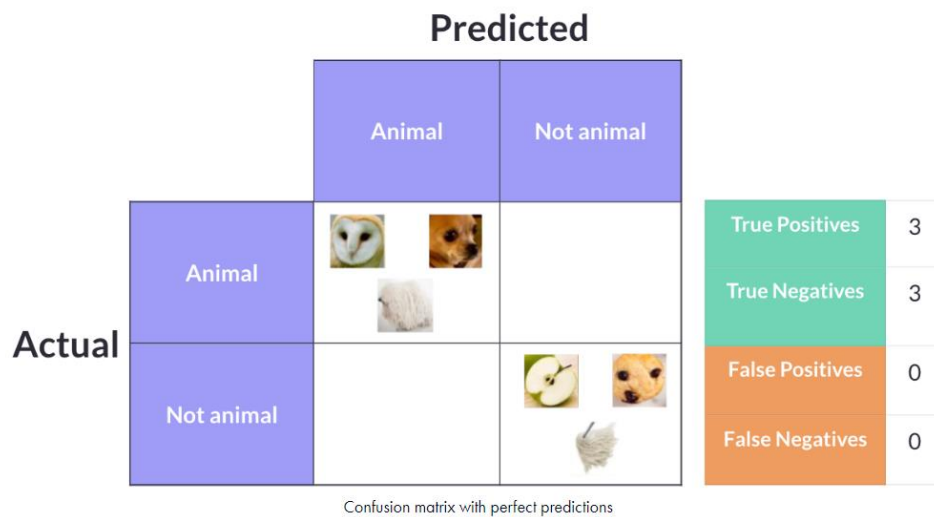 Predicted
Animal
Not animal
Actual
Animal
Not animal
True Positives 3
True Negatives 3
False Positives 0
False Negatives 0
Confusion matrix with perfect predictions